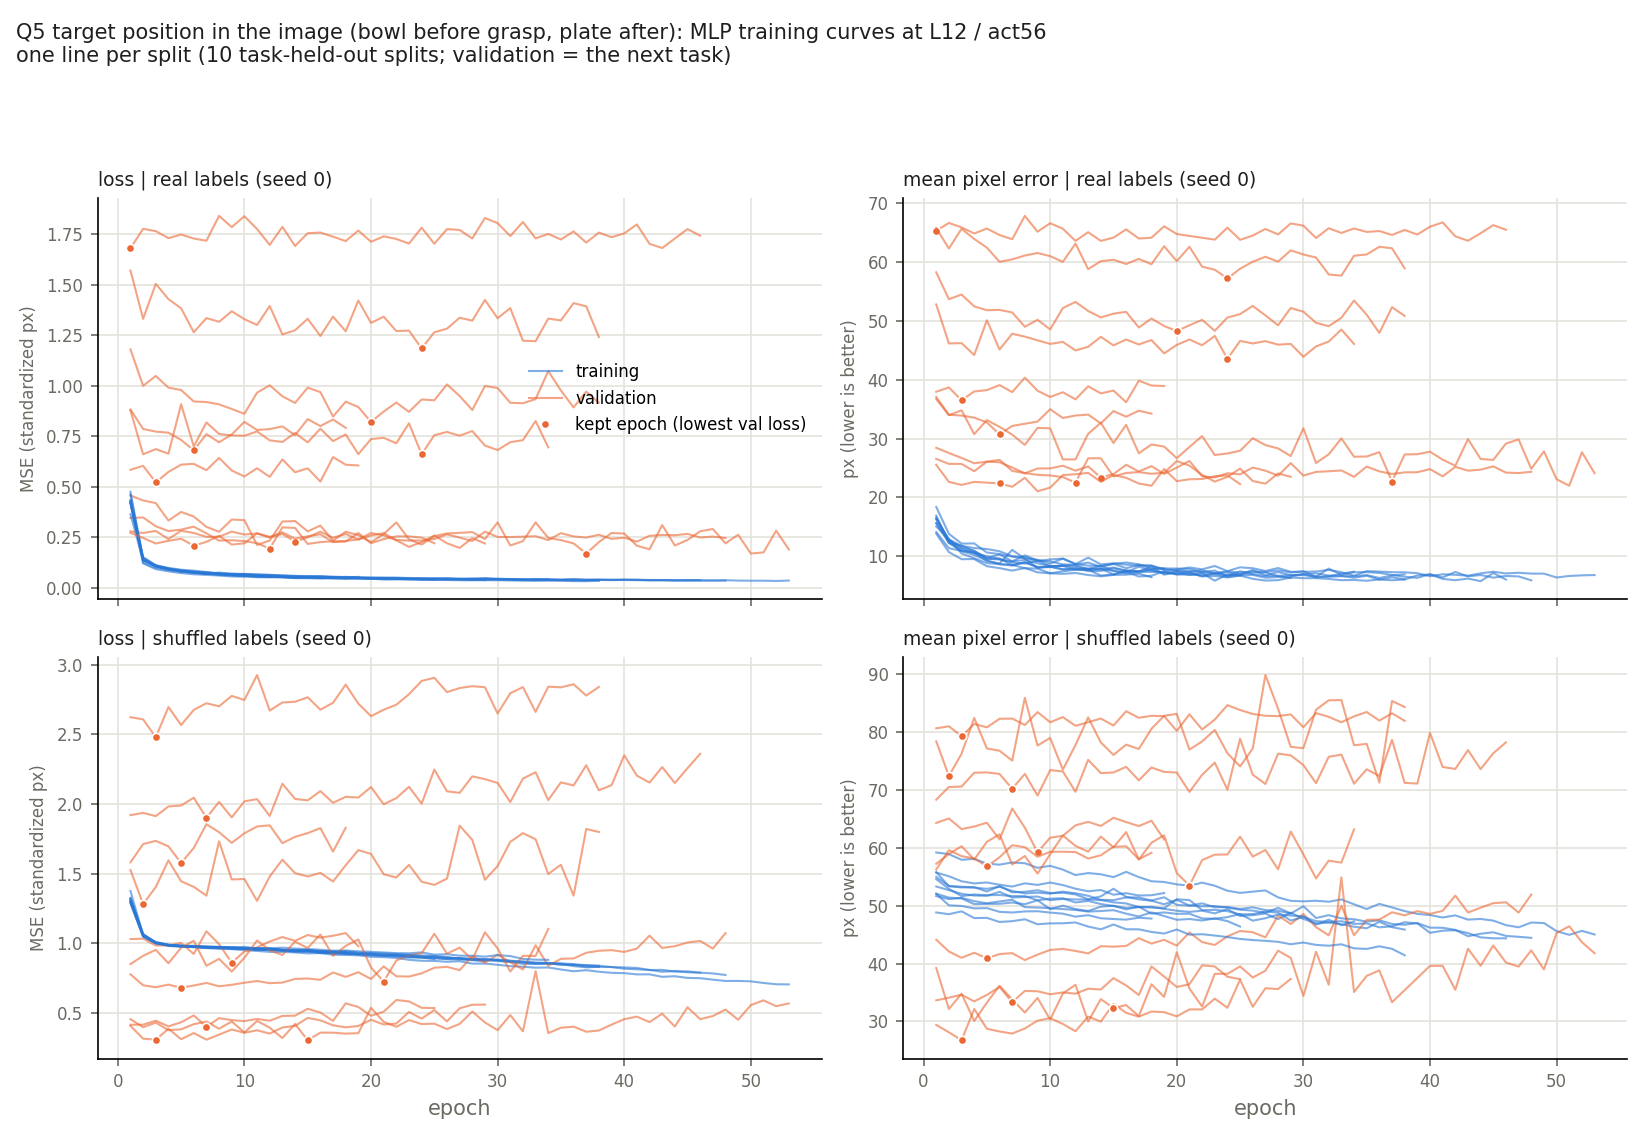 Q5 target position in the image (bowl before grasp, plate after): MLP training curves at L12 / act56
one line per split (10 task-held-out splits; validation = the next task)
loss | real labels (seed 0)
MSE (standardized px)
1.75
1.50
1.25
1.00
0.75
0.50
0.25
0.00
training
validation
kept epoch (lowest val loss)
mean pixel error | real labels (seed 0)
px (lower is better)
70
60
50
40
30
20
10
loss | shuffled labels (seed 0)
MSE (standardized px)
3.0
2.5
2.0
1.5
1.0
0.5
0
10
20
30
40
50
epoch
mean pixel error | shuffled labels (seed 0)
px (lower is better)
90
80
70
60
50
40
30
0
10
20
30
40
50
epoch